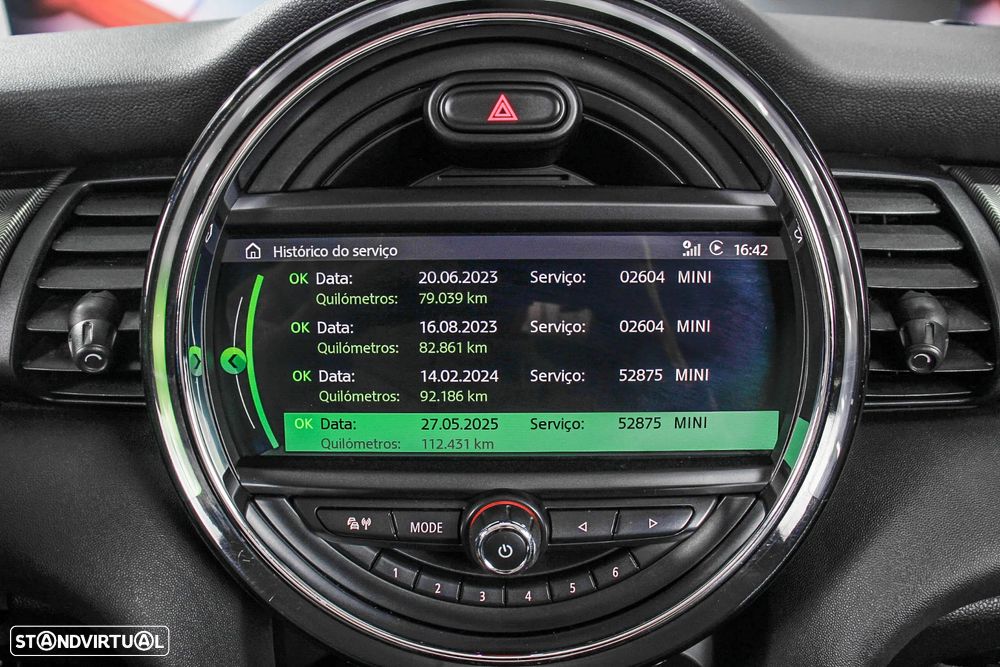 Histórico do serviço 16:42
OK Data: 20.06.2023 Serviço: 02604 MINI
Quilómetros: 79.039 km
OK Data: 16.08.2023 Serviço: 02604 MINI
Quilómetros: 82.861 km
OK Data: 14.02.2024 Serviço: 52875 MINI
Quilómetros: 92.186 km
OK Data: 27.05.2025 Serviço: 52875 MINI
Quilómetros: 112.431 km
MODE
1 2 3 4 5 6
STANDVIRTUAL